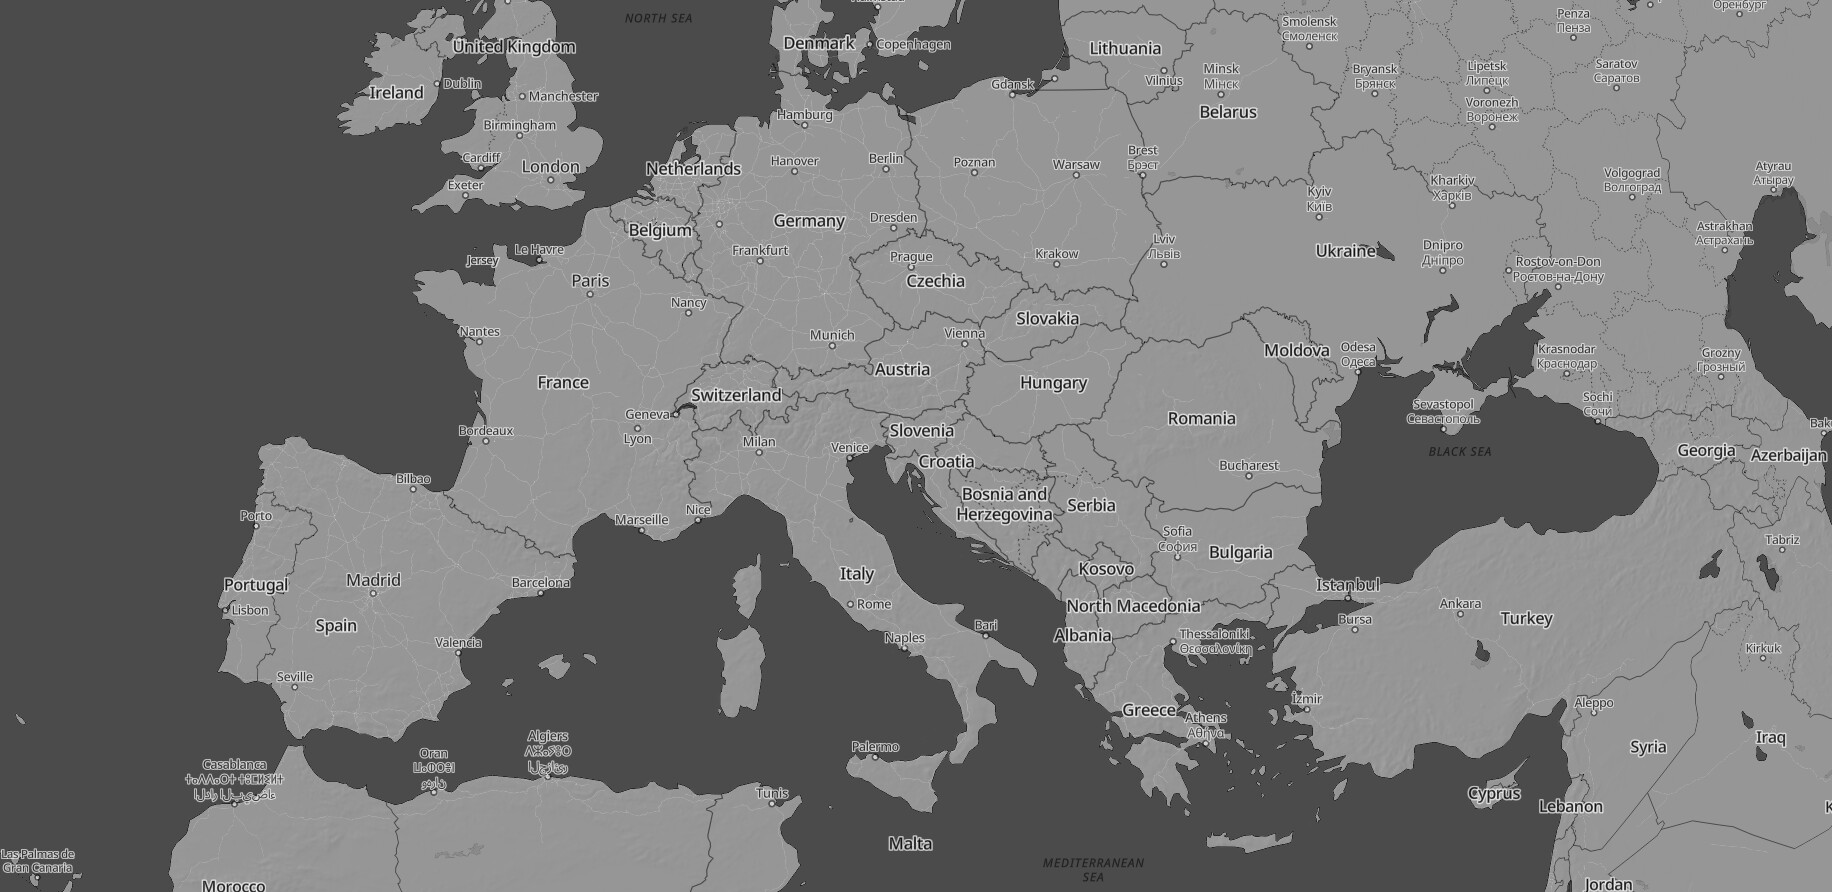 NORTH SEA
United Kingdom
Denmark
Copenhagen
Lithuania
Smolensk
Смоленск
Penza
Пенза
Оренбург
Dublin
Ireland
Manchester
Birmingham
Cardiff
London
Exeter
Hamburg
Gdansk
Vilnius
Minsk
Мінск
Belarus
Bryansk
Брянск
Lipetsk
Липецк
Voronezh
Воронеж
Saratov
Саратов
Netherlands
Hanover
Berlin
Poznan
Warsaw
Brest
Брэст
Kyiv
Київ
Kharkiv
Харків
Volgograd
Волгоград
Atyrau
Атырау
Belgium
Germany
Dresden
Frankfurt
Prague
Czechia
Krakow
Lviv
Львів
Ukraine
Dnipro
Дніпро
Rostov-on-Don
Ростов-на-Дону
Astrakhan
Астрахань
Jersey
Le Havre
Paris
Nancy
Nantes
Munich
Vienna
Slovakia
Austria
Hungary
Moldova
Odesa
Одеса
Krasnodar
Краснодар
Grozny
Грозный
France
Switzerland
Geneva
Lyon
Bordeaux
Milan
Venice
Slovenia
Croatia
Romania
Bucharest
Sevastopol
Севастополь
Sochi
Сочи
BLACK SEA
Georgia
Azerbaijan
Bilbao
Porto
Marseille
Nice
Bosnia and
Herzegovina
Serbia
Sofia
София
Bulgaria
Kosovo
Tabriz
Portugal
Lisbon
Madrid
Spain
Barcelona
Valencia
Seville
Italy
Rome
Naples
Bari
North Macedonia
Albania
Thessaloniki
Θεσσαλονίκη
Istanbul
Bursa
Ankara
Turkey
Kirkuk
Greece
Athens
Αθήνα
İzmir
Aleppo
Syria
Iraq
Casablanca
ⵜⴰⴷⴷⴰⵔⵜ ⵜⵓⵎⵍⵉⵍⵜ
الدار البيضاء
Oran
ⵡⴰⵀⵔⴰⵏ
وهران
Algiers
ⴷⵣⴰⵢⴻⵔ
الجزائر
Tunis
Palermo
Malta
Cyprus
Lebanon
MEDITERRANEAN
SEA
Las Palmas de
Gran Canaria
Morocco
Jordan